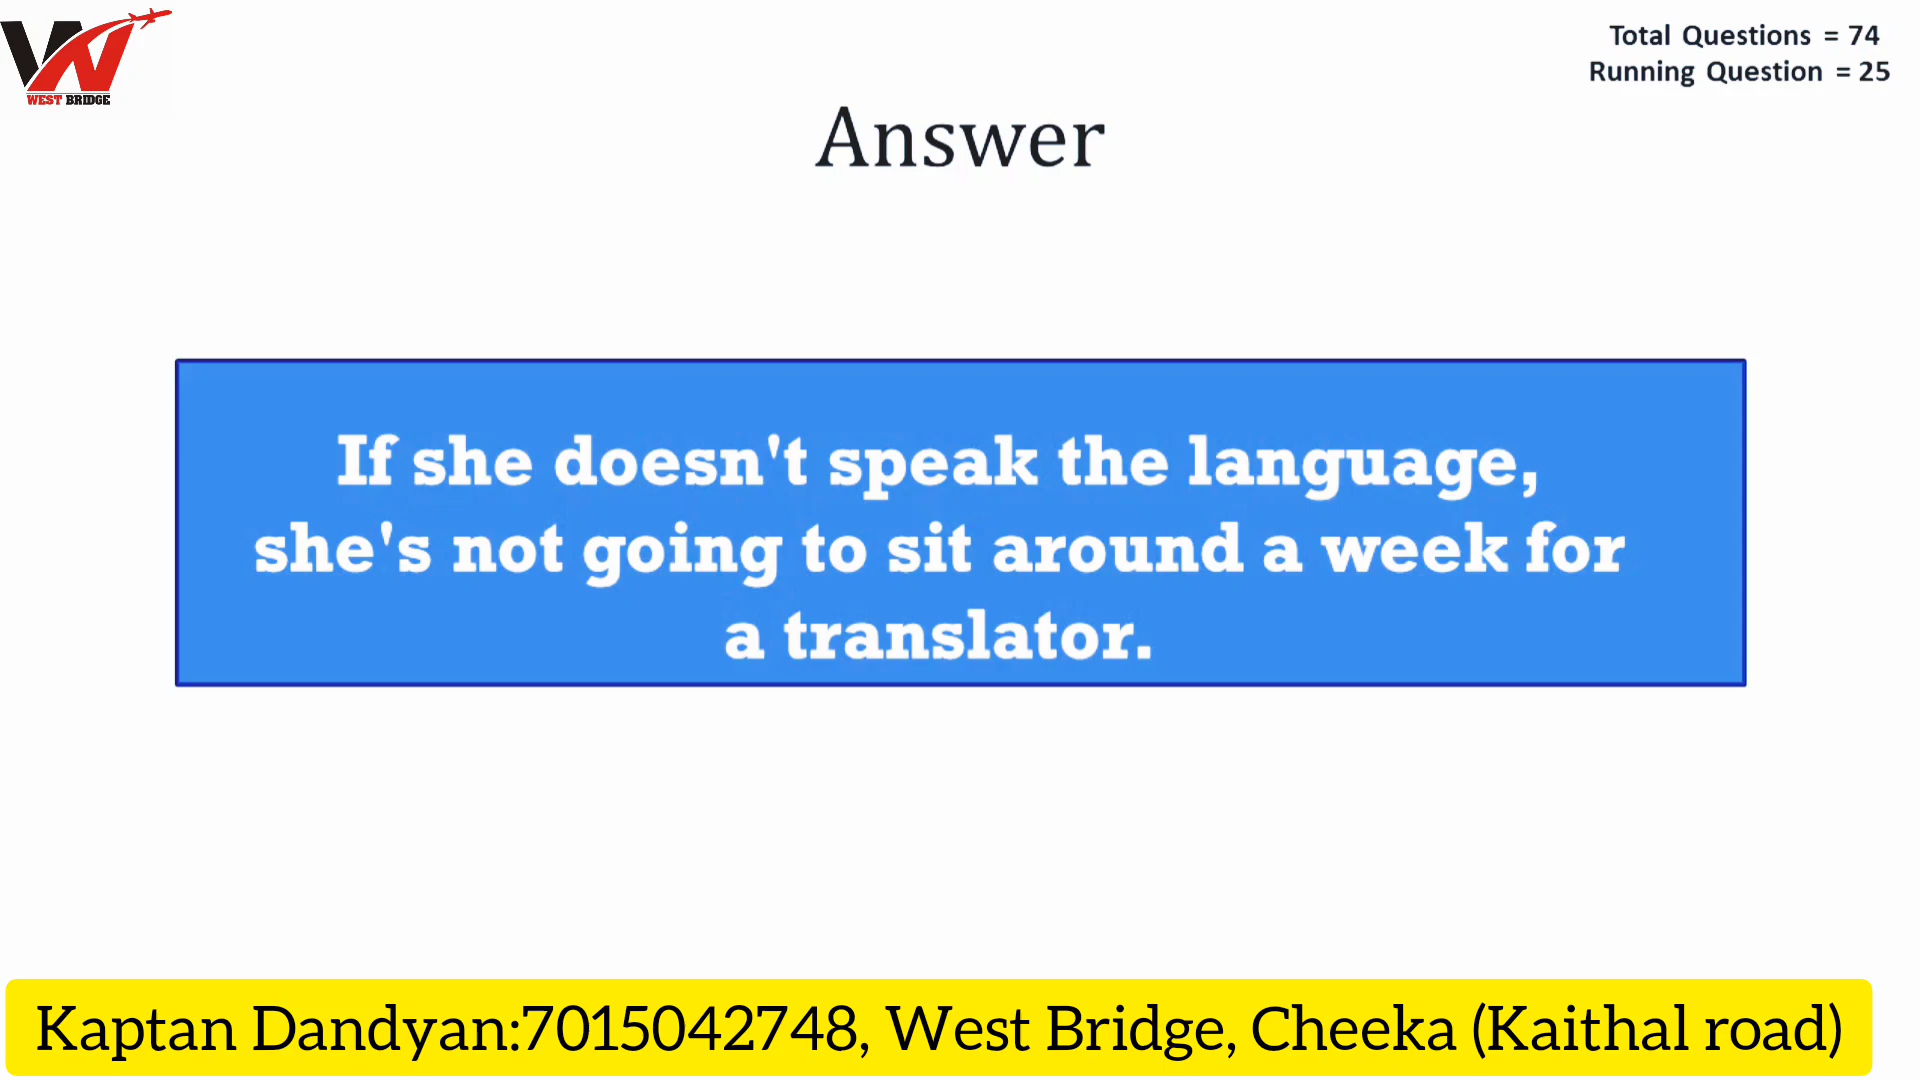 WEST BRIDGE
Total Questions = 74
Running Question = 25
Answer
If she doesn't speak the language,
she's not going to sit around a week for
a translator.
Kaptan Dandyan:7015042748, West Bridge, Cheeka (Kaithal road)